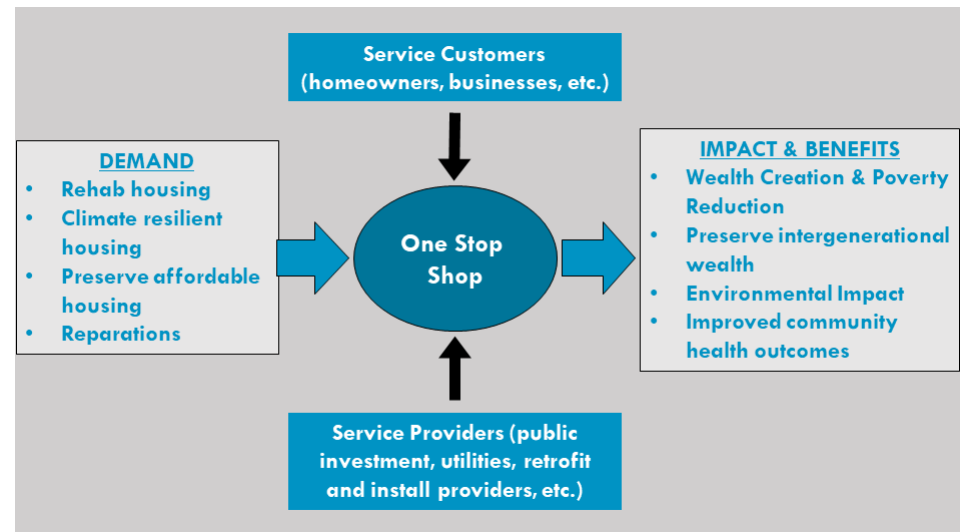 Service Customers
(homeowners, businesses, etc.)
DEMAND
• Rehab housing
• Climate resilient
housing
• Preserve affordable
housing
• Reparations
One Stop
Shop
IMPACT & BENEFITS
• Wealth Creation & Poverty
Reduction
• Preserve intergenerational
wealth
• Environmental Impact
• Improved community
health outcomes
Service Providers (public
investment, utilities, retrofit
and install providers, etc.)